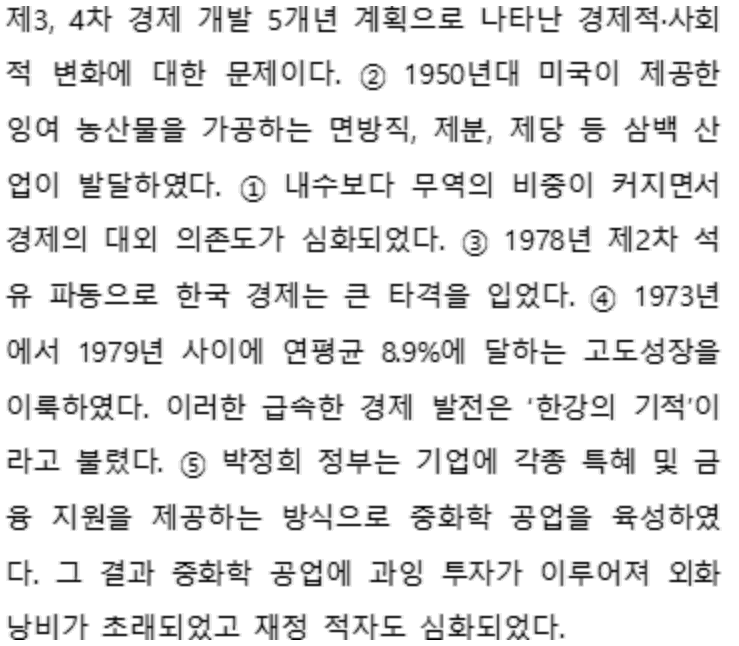 제3, 4차 경제 개발 5개년 계획으로 나타난 경제적·사회
적 변화에 대한 문제이다. ② 1950년대 미국이 제공한
잉여 농산물을 가공하는 면방직, 제분, 제당 등 삼백 산
업이 발달하였다. ① 내수보다 무역의 비중이 커지면서
경제의 대외 의존도가 심화되었다. ③ 1978년 제2차 석
유 파동으로 한국 경제는 큰 타격을 입었다. ④ 1973년
에서 1979년 사이에 연평균 8.9%에 달하는 고도성장을
이룩하였다. 이러한 급속한 경제 발전은 ‘한강의 기적’이
라고 불렸다. ⑤ 박정희 정부는 기업에 각종 특혜 및 금
융 지원을 제공하는 방식으로 중화학 공업을 육성하였
다. 그 결과 중화학 공업에 과잉 투자가 이루어져 외화
낭비가 초래되었고 재정 적자도 심화되었다.